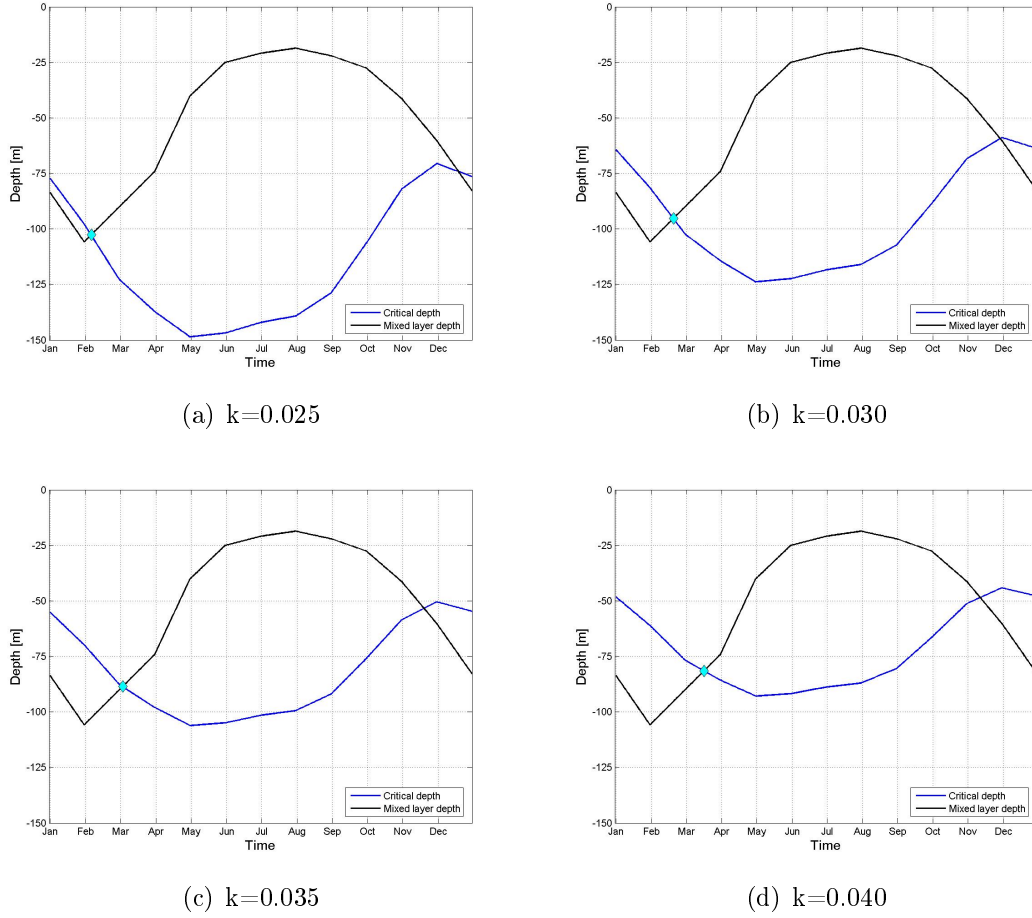 0
-25
-50
-75
-100
-125
-150
Depth [m]
Jan Feb Mar Apr May Jun Jul Aug Sep Oct Nov Dec
Time
Critical depth
Mixed layer depth
(a) k=0.025
0
-25
-50
-75
-100
-125
-150
Depth [m]
Jan Feb Mar Apr May Jun Jul Aug Sep Oct Nov Dec
Time
Critical depth
Mixed layer depth
(b) k=0.030
0
-25
-50
-75
-100
-125
-150
Depth [m]
Jan Feb Mar Apr May Jun Jul Aug Sep Oct Nov Dec
Time
Critical depth
Mixed layer depth
(c) k=0.035
0
-25
-50
-75
-100
-125
-150
Depth [m]
Jan Feb Mar Apr May Jun Jul Aug Sep Oct Nov Dec
Time
Critical depth
Mixed layer depth
(d) k=0.040